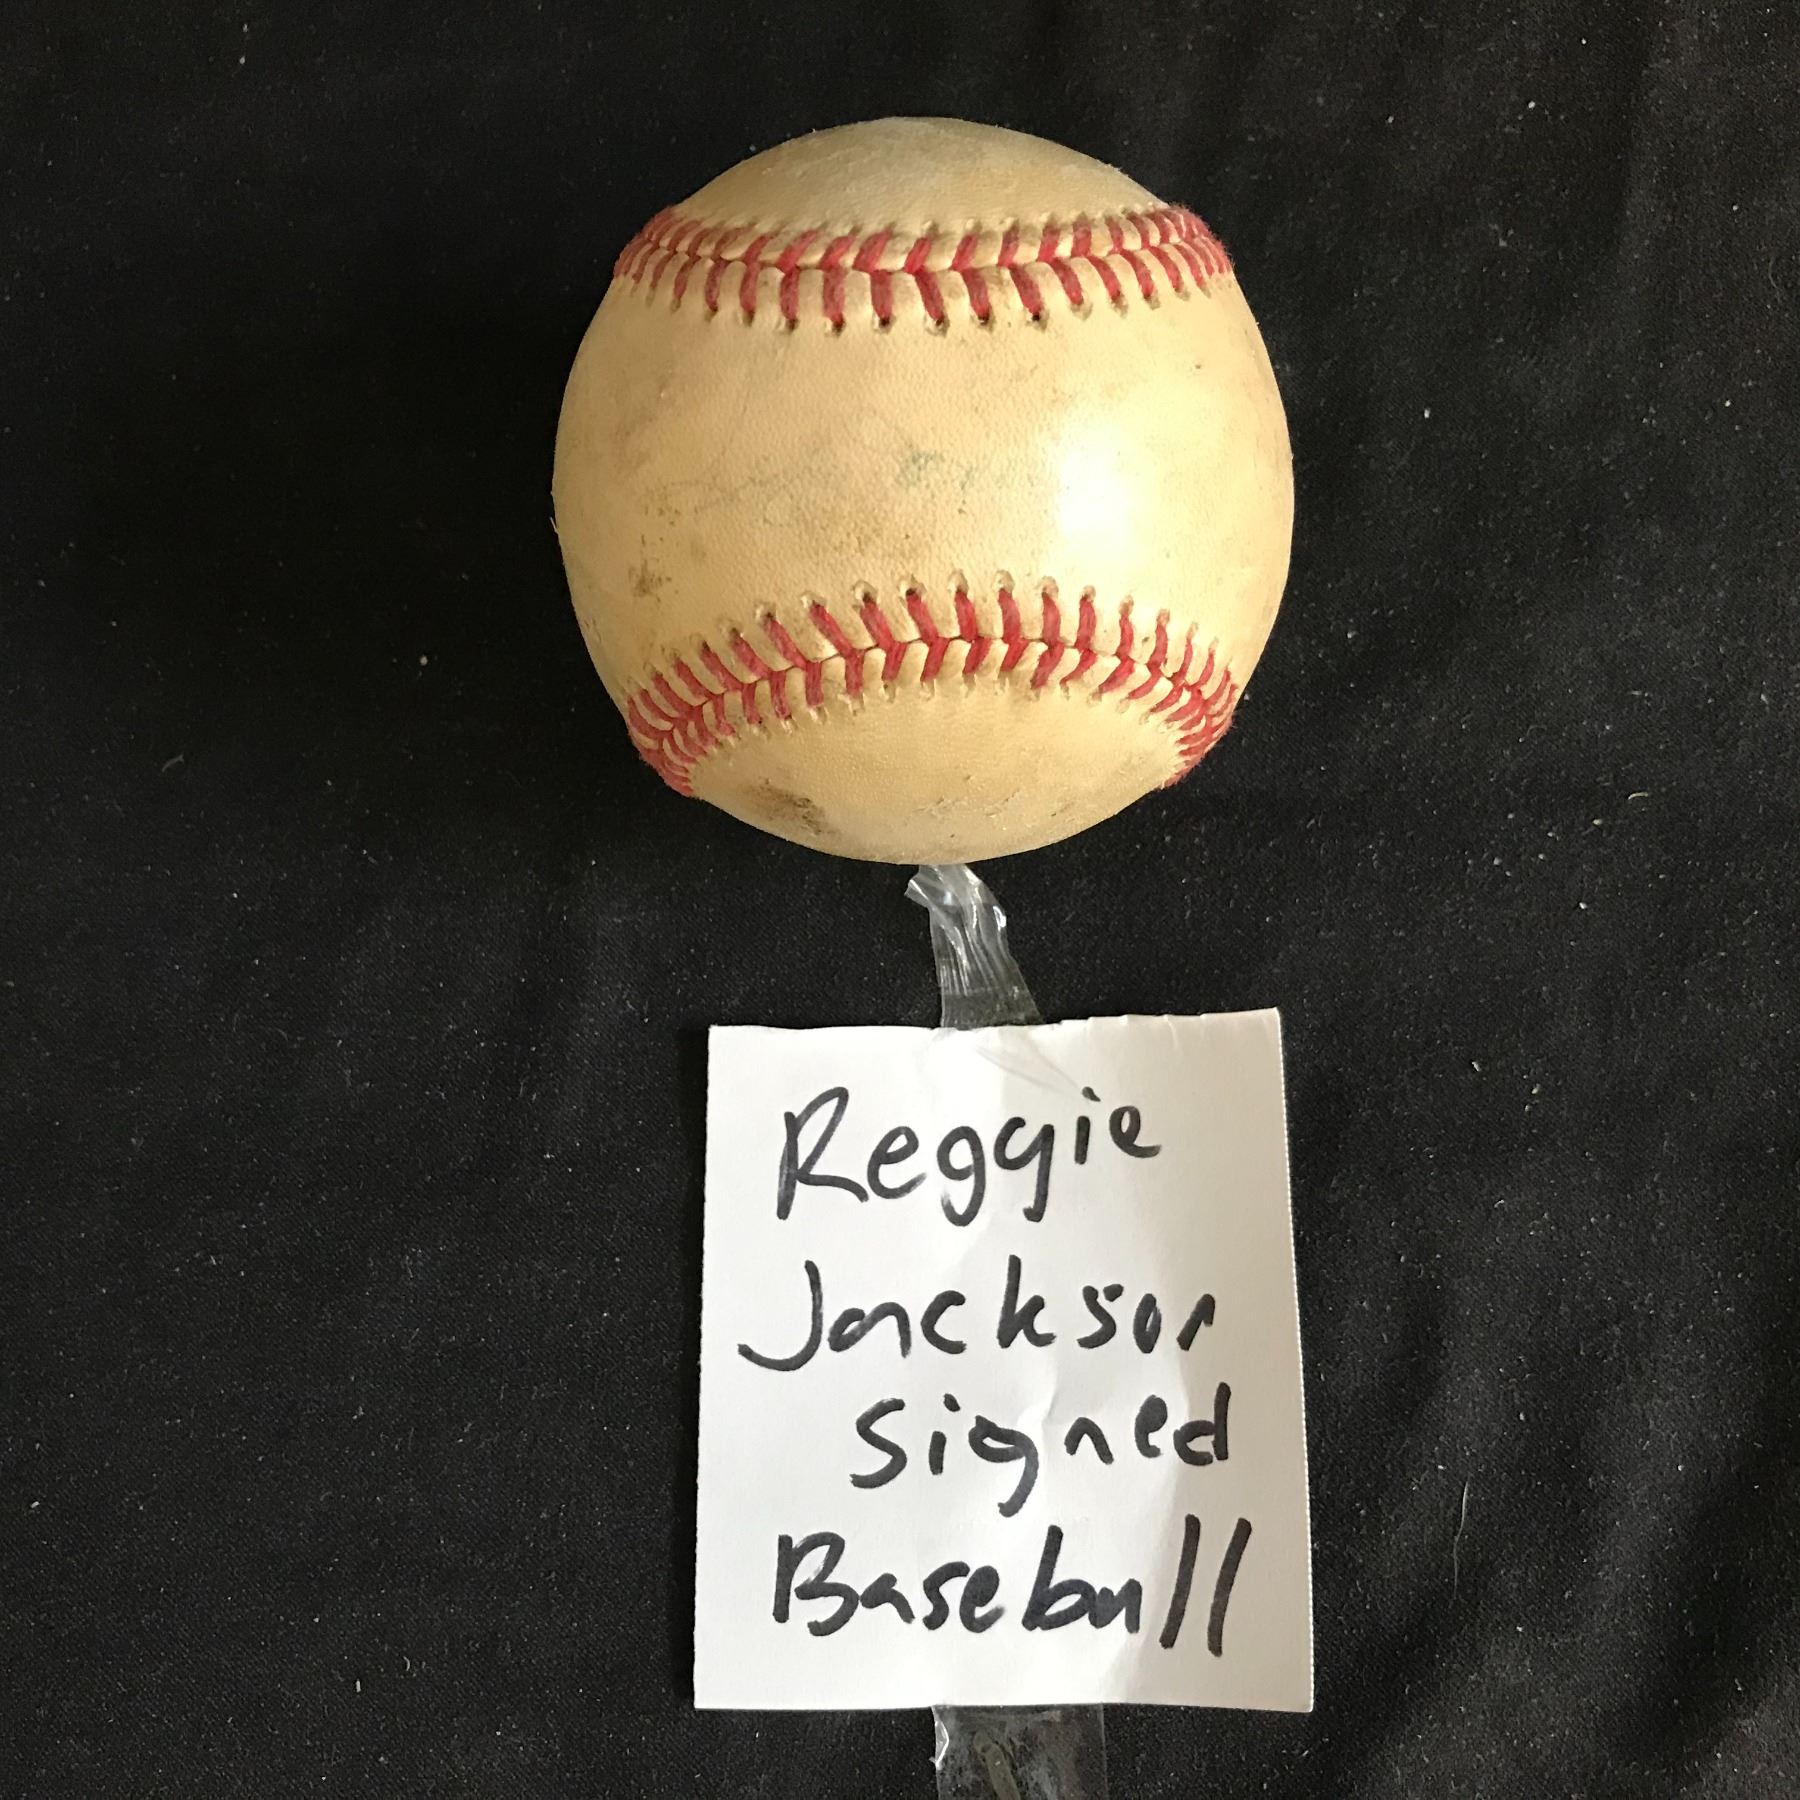 Reggie
Jackson
Signed
Baseball